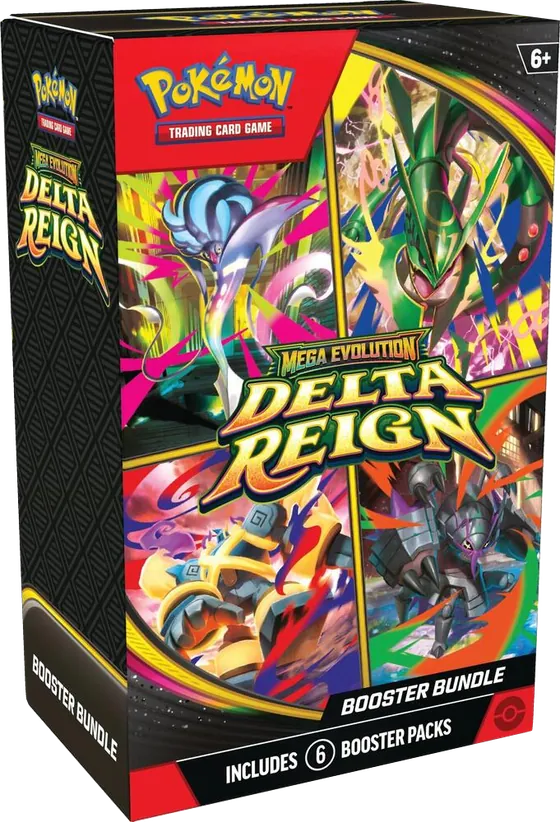 POKéMON
TRADING CARD GAME
MEGA EVOLUTION
DELTA
REIGN
BOOSTER BUNDLE
POKéMON
TRADING CARD GAME
6+
MEGA EVOLUTION
DELTA
REIGN
BOOSTER BUNDLE
INCLUDES 6 BOOSTER PACKS